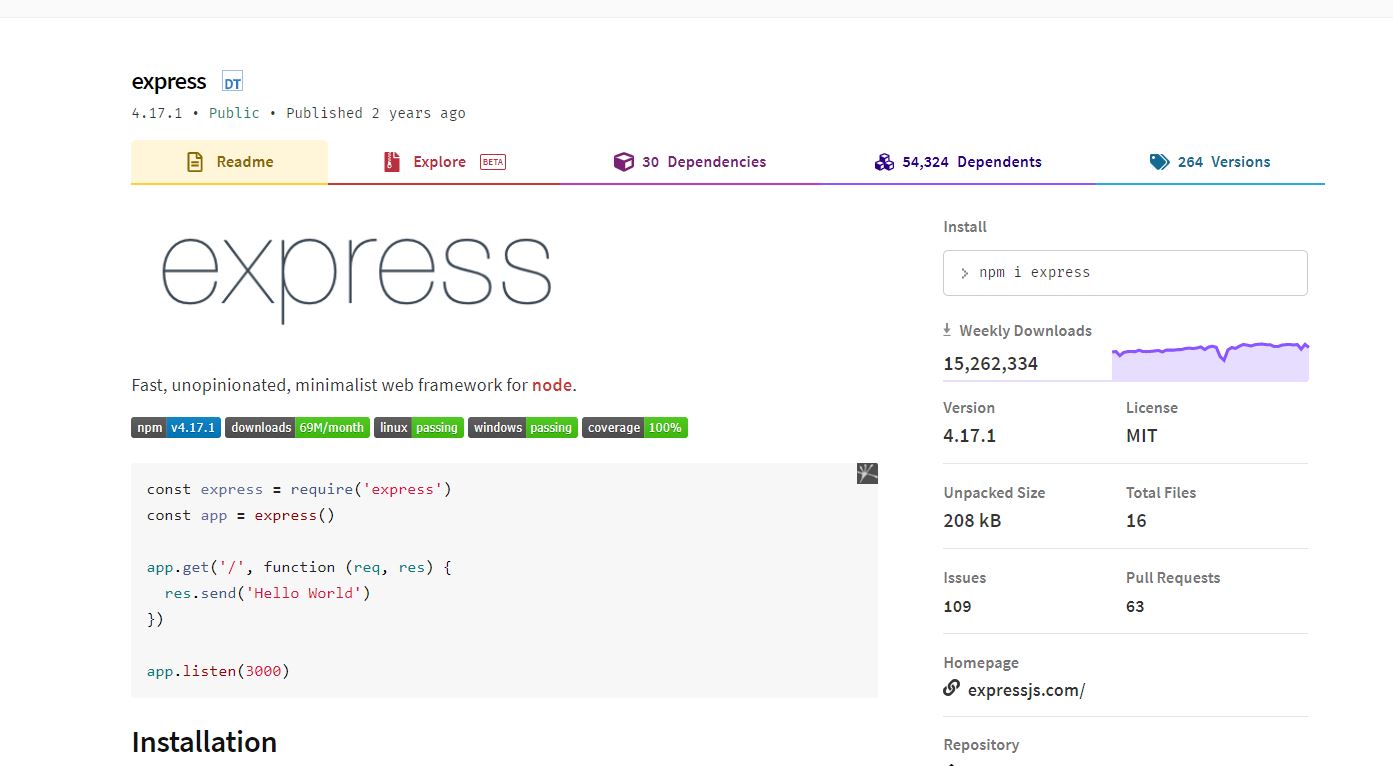 express DT
4.17.1 • Public • Published 2 years ago
Readme
Explore BETA
30 Dependencies
54,324 Dependents
264 Versions
express
Fast, unopinionated, minimalist web framework for node.
npm v4.17.1 downloads 69M/month linux passing windows passing coverage 100%
const express = require('express')
const app = express()
app.get('/', function (req, res) {
  res.send('Hello World')
})
app.listen(3000)
Installation
Install
npm i express
Weekly Downloads
15,262,334
Version License
4.17.1 MIT
Unpacked Size Total Files
208 kB 16
Issues Pull Requests
109 63
Homepage
expressjs.com/
Repository